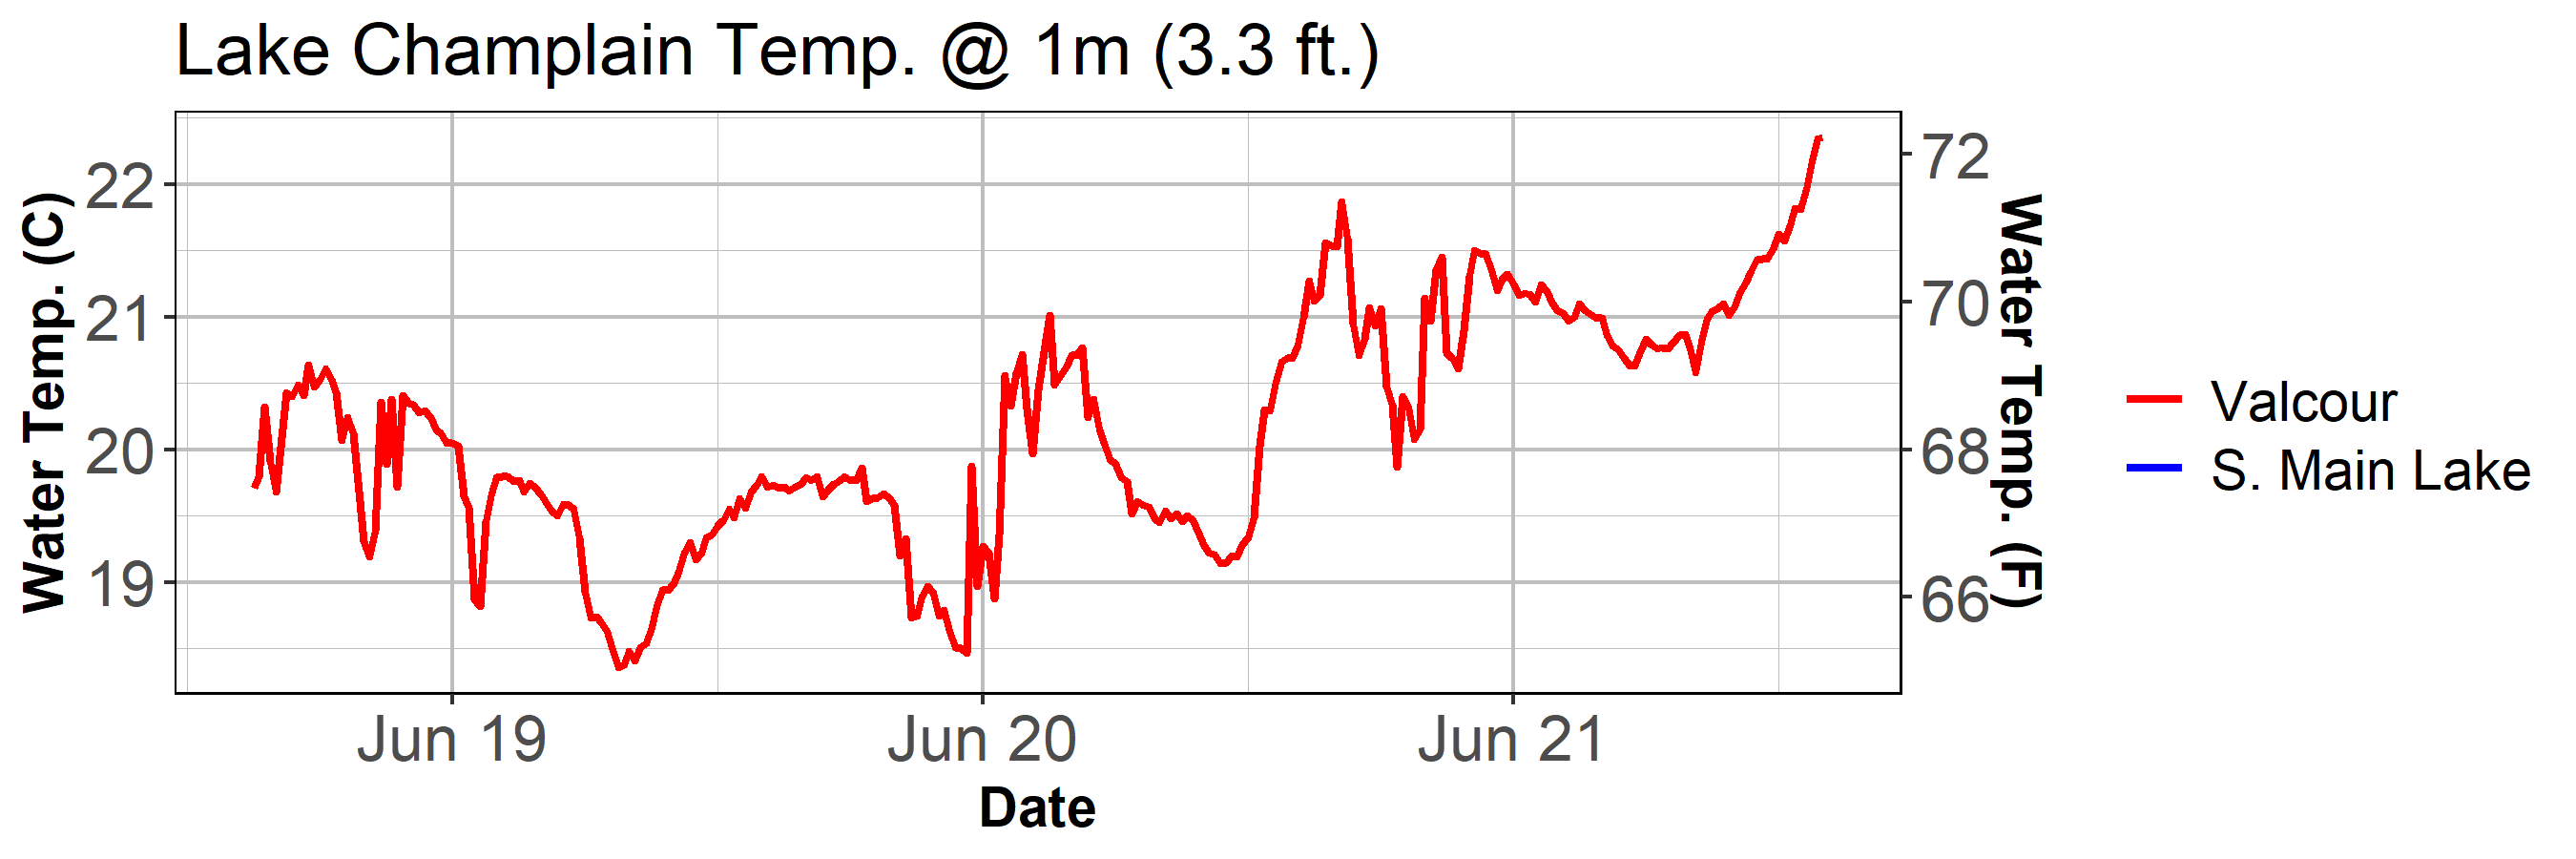 Lake Champlain Temp. @ 1m (3.3 ft.)
Water Temp. (C)
22
21
20
19
72
70
68
66
Water Temp. (F)
Jun 19
Jun 20
Jun 21
Date
Valcour
S. Main Lake